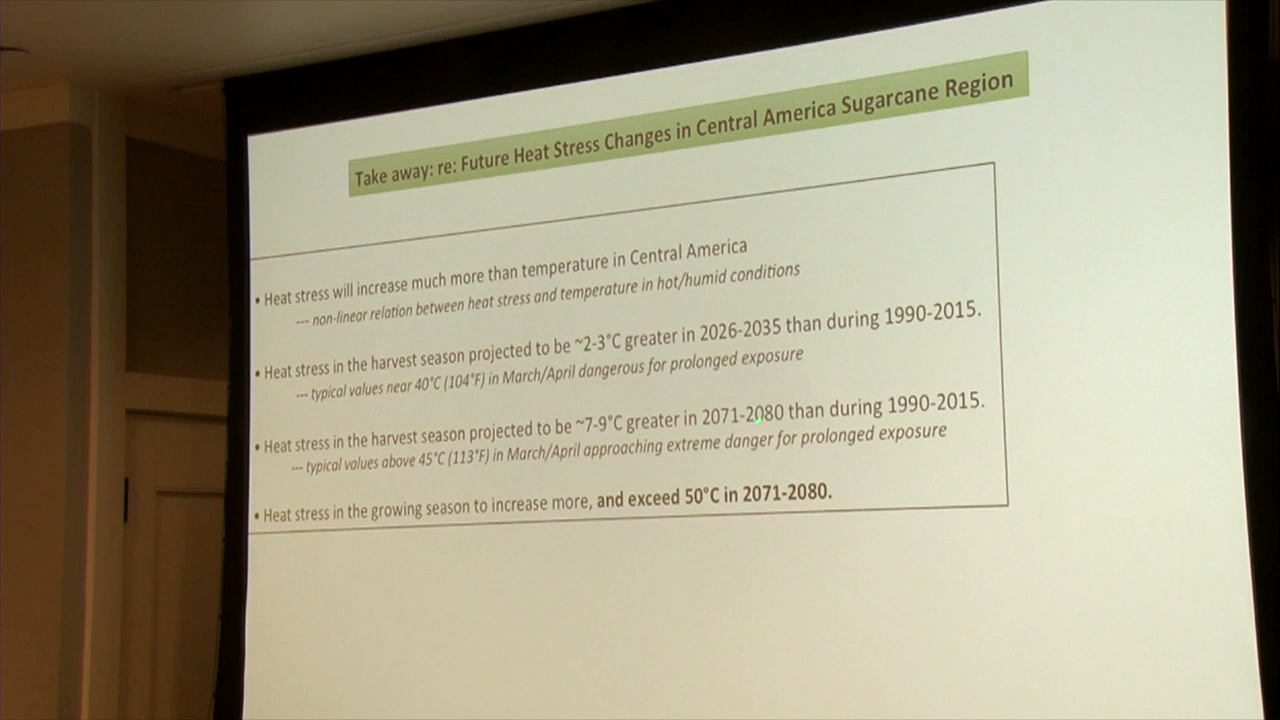 Take away: re: Future Heat Stress Changes in Central America Sugarcane Region
• Heat stress will increase much more than temperature in Central America
--- non-linear relation between heat stress and temperature in hot/humid conditions
• Heat stress in the harvest season projected to be ~2-3°C greater in 2026-2035 than during 1990-2015.
--- typical values near 40°C (104°F) in March/April dangerous for prolonged exposure
• Heat stress in the harvest season projected to be ~7-9°C greater in 2071-2080 than during 1990-2015.
--- typical values above 45°C (113°F) in March/April approaching extreme danger for prolonged exposure
• Heat stress in the growing season to increase more, and exceed 50°C in 2071-2080.